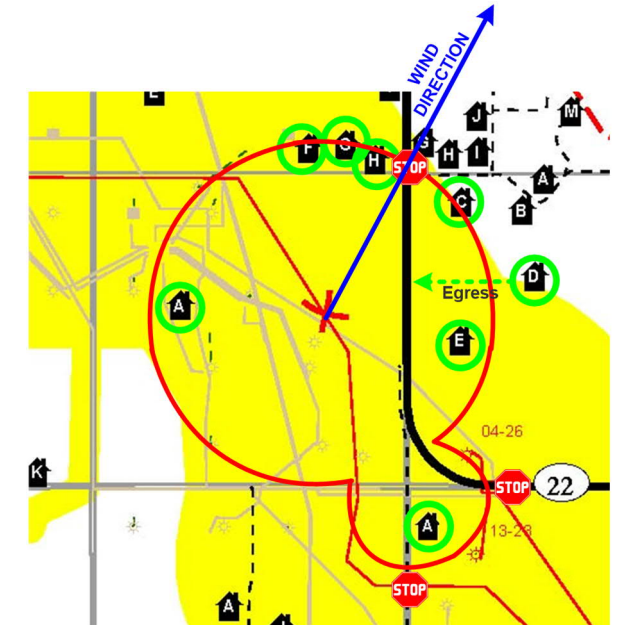 WIND
DIRECTION
E
J
M
F
G
G
H
H
I
STOP
A
C
B
D
Egress
A
E
04-26
K
STOP
22
A
13-23
STOP
A